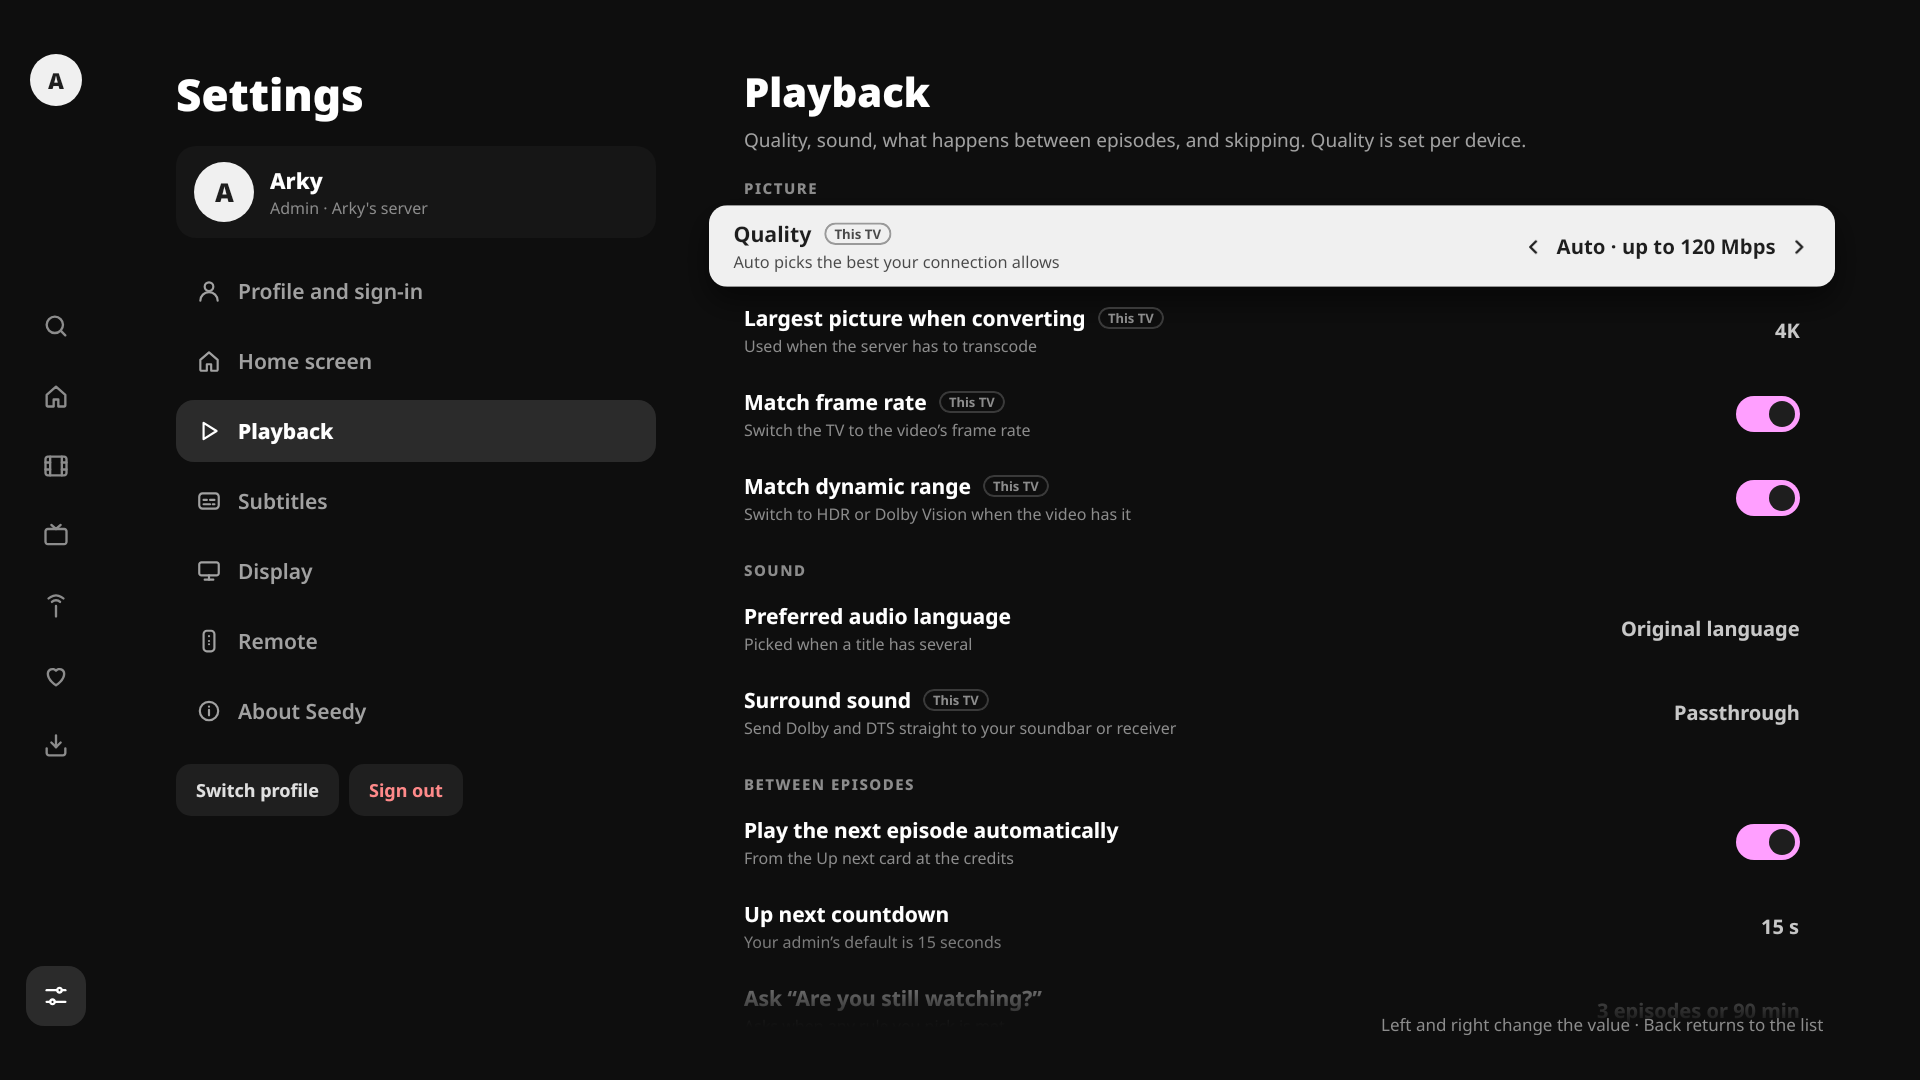 A
Settings
A
Arky
Admin · Arky's server
Profile and sign-in
Home screen
Playback
Subtitles
Display
Remote
About Seedy
Switch profile
Sign out
Playback
Quality, sound, what happens between episodes, and skipping. Quality is set per device.
PICTURE
Quality This TV
Auto picks the best your connection allows
Auto · up to 120 Mbps
Largest picture when converting This TV
Used when the server has to transcode
4K
Match frame rate This TV
Switch the TV to the video’s frame rate
Match dynamic range This TV
Switch to HDR or Dolby Vision when the video has it
SOUND
Preferred audio language
Picked when a title has several
Original language
Surround sound This TV
Send Dolby and DTS straight to your soundbar or receiver
Passthrough
BETWEEN EPISODES
Play the next episode automatically
From the Up next card at the credits
Up next countdown
Your admin’s default is 15 seconds
15 s
Ask “Are you still watching?”
3 episodes or 90 min
Left and right change the value · Back returns to the list